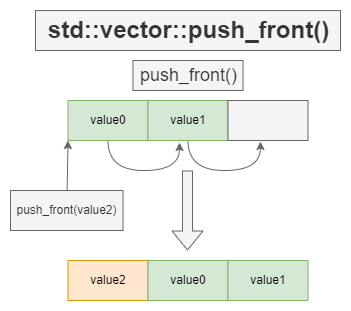 std::vector::push_front()
push_front()
value0 value1
push_front(value2)
value2 value0 value1